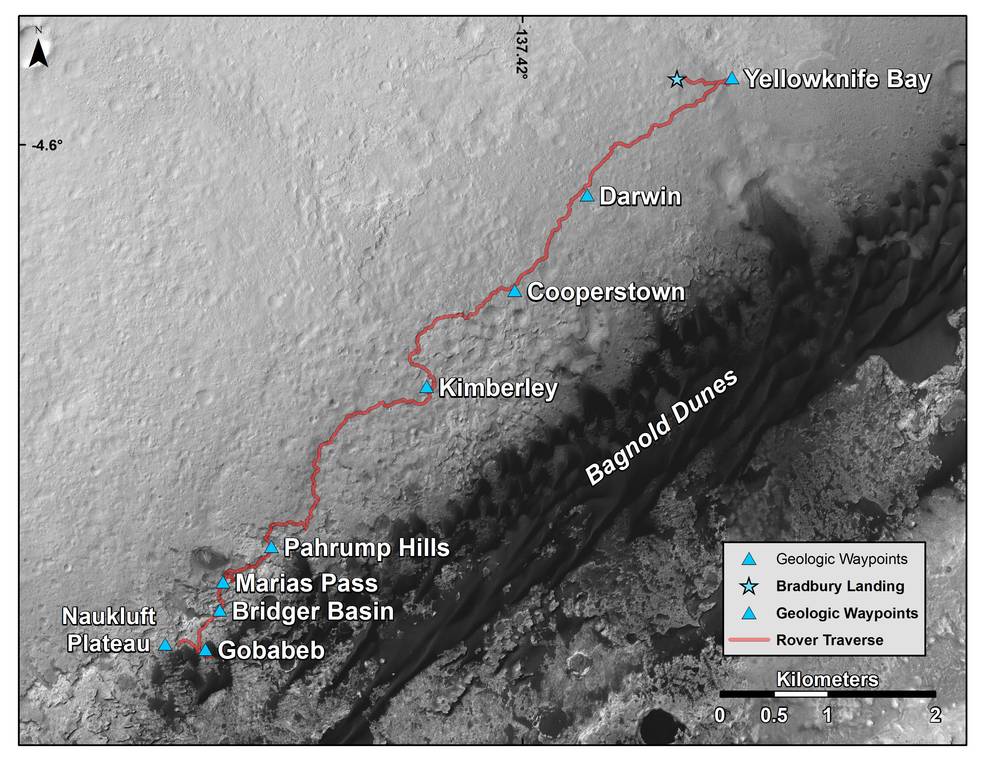 N
-137.42°
Yellowknife Bay
-4.6°
Darwin
Cooperstown
Kimberley
Bagnold Dunes
Pahrump Hills
Marias Pass
Bridger Basin
Naukluft
Plateau
Gobabeb
Geologic Waypoints
Bradbury Landing
Geologic Waypoints
Rover Traverse
Kilometers
0 0.5 1 2